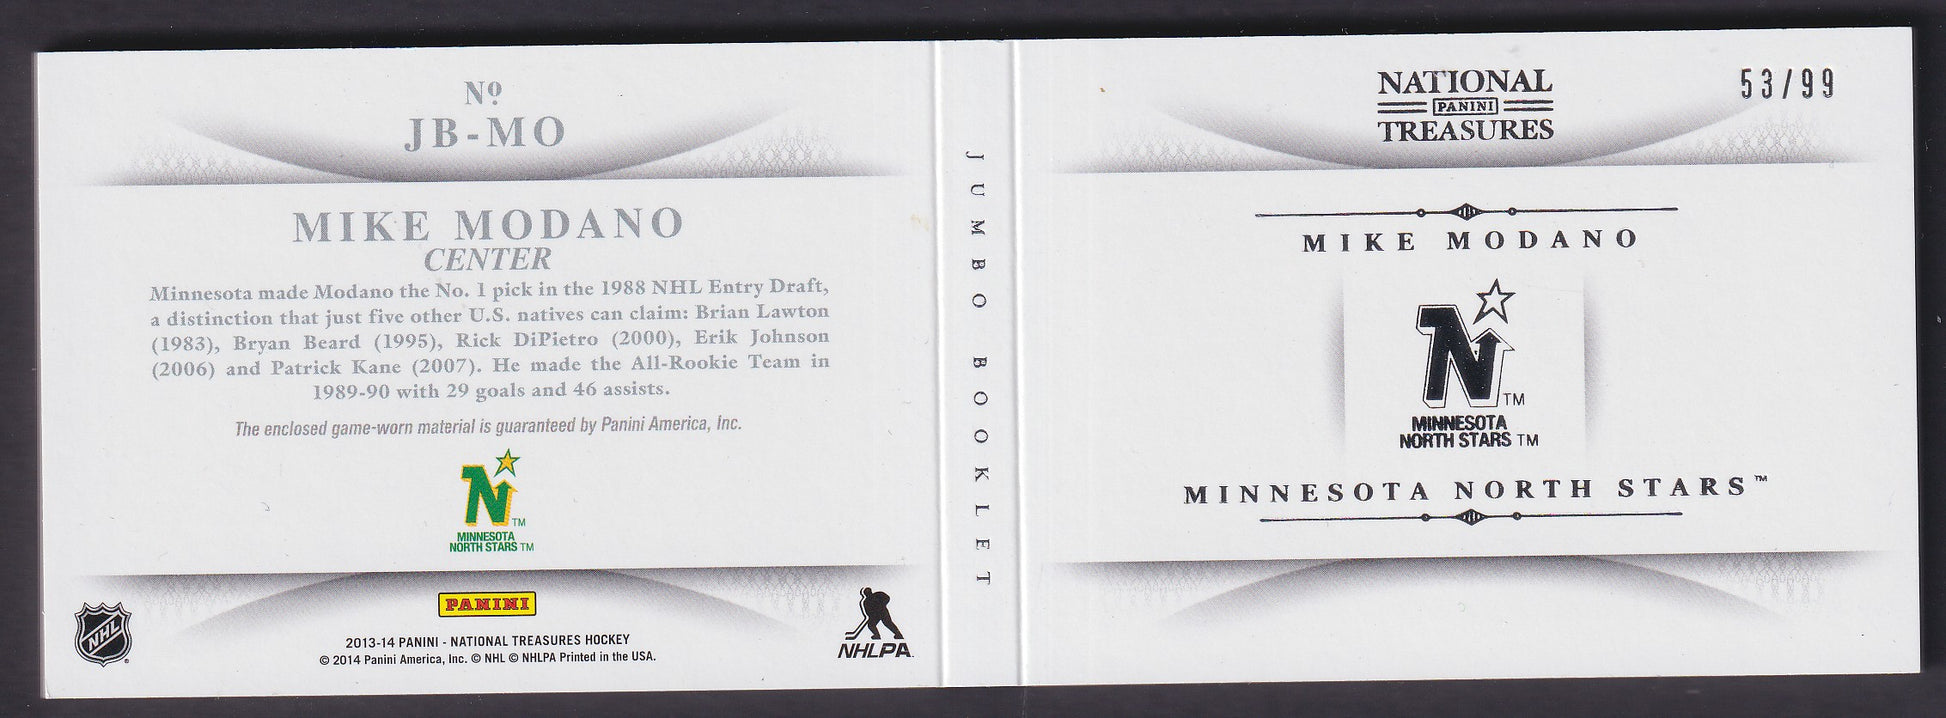 Nº
JB-MO
MIKE MODANO
CENTER
Minnesota made Modano the No. 1 pick in the 1988 NHL Entry Draft,
a distinction that just five other U.S. natives can claim: Brian Lawton
(1983), Bryan Beard (1995), Rick DiPietro (2000), Erik Johnson
(2006) and Patrick Kane (2007). He made the All-Rookie Team in
1989-90 with 29 goals and 46 assists.
The enclosed game-worn material is guaranteed by Panini America, Inc.
N TM
MINNESOTA
NORTH STARS TM
PANINI
NHL
2013-14 PANINI - NATIONAL TREASURES HOCKEY
© 2014 Panini America, Inc. © NHL © NHLPA Printed in the USA.
NHLPA.
JUMBO BOOKLET
NATIONAL
PANINI
TREASURES
53/99
MIKE MODANO
N TM
MINNESOTA
NORTH STARS TM
MINNESOTA NORTH STARS™